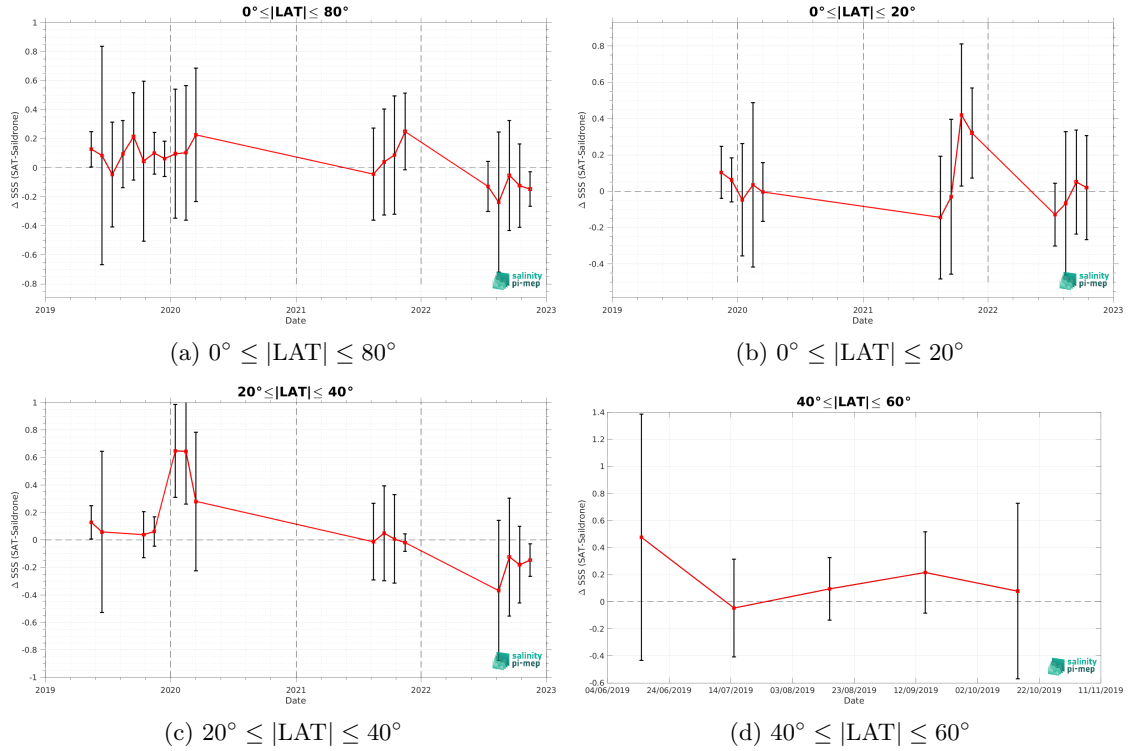 0°≤|LAT|≤ 80°
Δ SSS (SAT-Saildrone)
1
0.8
0.6
0.4
0.2
0
-0.2
-0.4
-0.6
-0.8
2019
2020
2021
2022
2023
Date
salinity
pi-mep
(a) 0° ≤ |LAT| ≤ 80°
0°≤|LAT|≤ 20°
Δ SSS (SAT-Saildrone)
0.8
0.6
0.4
0.2
0
-0.2
-0.4
2019
2020
2021
2022
2023
Date
salinity
pi-mep
(b) 0° ≤ |LAT| ≤ 20°
20°≤|LAT|≤ 40°
Δ SSS (SAT-Saildrone)
1
0.8
0.6
0.4
0.2
0
-0.2
-0.4
-0.6
-0.8
-1
2019
2020
2021
2022
2023
Date
salinity
pi-mep
(c) 20° ≤ |LAT| ≤ 40°
40°≤|LAT|≤ 60°
Δ SSS (SAT-Saildrone)
1.4
1.2
1
0.8
0.6
0.4
0.2
0
-0.2
-0.4
-0.6
04/06/2019
24/06/2019
14/07/2019
03/08/2019
23/08/2019
12/09/2019
02/10/2019
22/10/2019
11/11/2019
Date
salinity
pi-mep
(d) 40° ≤ |LAT| ≤ 60°